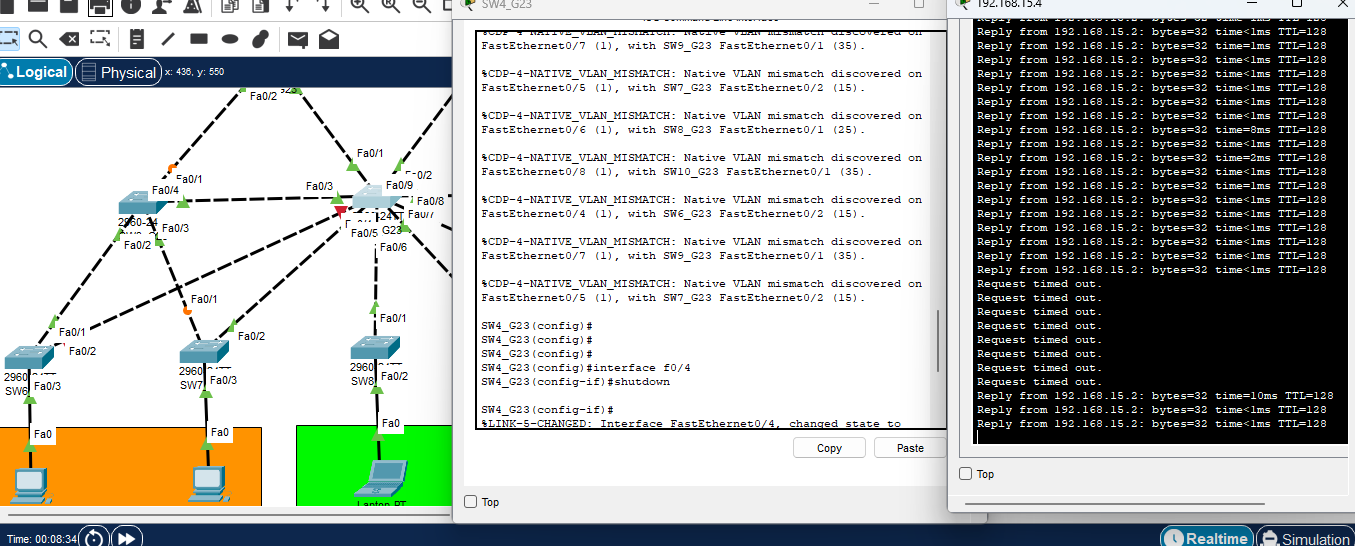 Logical
Physical
x: 436, y: 550
Fa0/2
Fa0/1
Fa0/1
Fa0/4
Fa0/3
Fa0/9
Fa0/8
Fa0/3
Fa0/5
G23
Fa0/2
Fa0/6
Fa0/1
Fa0/1
Fa0/2
Fa0/2
Fa0/1
SW6
Fa0/3
SW7
Fa0/3
SW8
Fa0/2
Fa0
Fa0
Fa0
Time: 00:08:34
SW4_G23
%CDP-4-NATIVE_VLAN_MISMATCH: Native VLAN mismatch discovered on
FastEthernet0/7 (1), with SW9_G23 FastEthernet0/1 (35).
%CDP-4-NATIVE_VLAN_MISMATCH: Native VLAN mismatch discovered on
FastEthernet0/5 (1), with SW7_G23 FastEthernet0/2 (15).
%CDP-4-NATIVE_VLAN_MISMATCH: Native VLAN mismatch discovered on
FastEthernet0/6 (1), with SW8_G23 FastEthernet0/1 (25).
%CDP-4-NATIVE_VLAN_MISMATCH: Native VLAN mismatch discovered on
FastEthernet0/8 (1), with SW10_G23 FastEthernet0/1 (35).
%CDP-4-NATIVE_VLAN_MISMATCH: Native VLAN mismatch discovered on
FastEthernet0/4 (1), with SW6_G23 FastEthernet0/2 (15).
%CDP-4-NATIVE_VLAN_MISMATCH: Native VLAN mismatch discovered on
FastEthernet0/7 (1), with SW9_G23 FastEthernet0/1 (35).
%CDP-4-NATIVE_VLAN_MISMATCH: Native VLAN mismatch discovered on
FastEthernet0/5 (1), with SW7_G23 FastEthernet0/2 (15).
SW4_G23(config)#
SW4_G23(config)#
SW4_G23(config)#
SW4_G23(config)#interface f0/4
SW4_G23(config-if)#shutdown
SW4_G23(config-if)#
%LINK-5-CHANGED: Interface FastEthernet0/4, changed state to
Copy
Paste
Top
192.168.15.4
Reply from 192.168.15.2: bytes=32 time<1ms TTL=128
Reply from 192.168.15.2: bytes=32 time<1ms TTL=128
Reply from 192.168.15.2: bytes=32 time<1ms TTL=128
Reply from 192.168.15.2: bytes=32 time<1ms TTL=128
Reply from 192.168.15.2: bytes=32 time<1ms TTL=128
Reply from 192.168.15.2: bytes=32 time<1ms TTL=128
Reply from 192.168.15.2: bytes=32 time<1ms TTL=128
Reply from 192.168.15.2: bytes=32 time=8ms TTL=128
Reply from 192.168.15.2: bytes=32 time<1ms TTL=128
Reply from 192.168.15.2: bytes=32 time=2ms TTL=128
Reply from 192.168.15.2: bytes=32 time<1ms TTL=128
Reply from 192.168.15.2: bytes=32 time=1ms TTL=128
Reply from 192.168.15.2: bytes=32 time<1ms TTL=128
Reply from 192.168.15.2: bytes=32 time<1ms TTL=128
Reply from 192.168.15.2: bytes=32 time<1ms TTL=128
Reply from 192.168.15.2: bytes=32 time<1ms TTL=128
Reply from 192.168.15.2: bytes=32 time<1ms TTL=128
Reply from 192.168.15.2: bytes=32 time<1ms TTL=128
Request timed out.
Request timed out.
Request timed out.
Request timed out.
Request timed out.
Request timed out.
Request timed out.
Request timed out.
Reply from 192.168.15.2: bytes=32 time=10ms TTL=128
Reply from 192.168.15.2: bytes=32 time<1ms TTL=128
Reply from 192.168.15.2: bytes=32 time<1ms TTL=128
Top
Realtime
Simulation